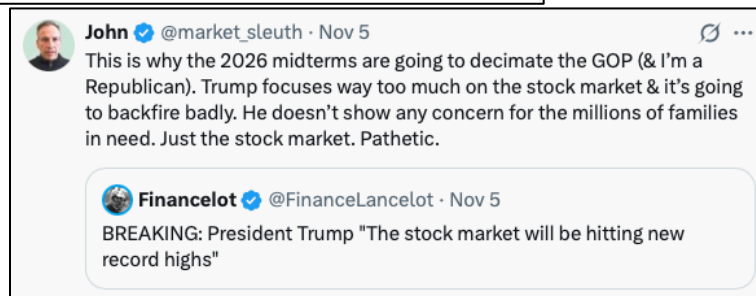 John @market_sleuth · Nov 5
This is why the 2026 midterms are going to decimate the GOP (& I'm a
Republican). Trump focuses way too much on the stock market & it's going
to backfire badly. He doesn't show any concern for the millions of families
in need. Just the stock market. Pathetic.
Financelot @FinanceLancelot · Nov 5
BREAKING: President Trump "The stock market will be hitting new
record highs"